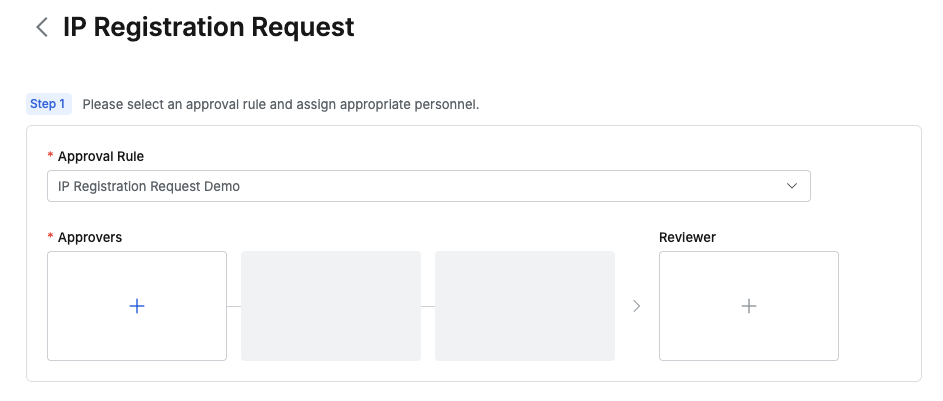 IP Registration Request
Step 1 Please select an approval rule and assign appropriate personnel.
* Approval Rule
IP Registration Request Demo
* Approvers Reviewer